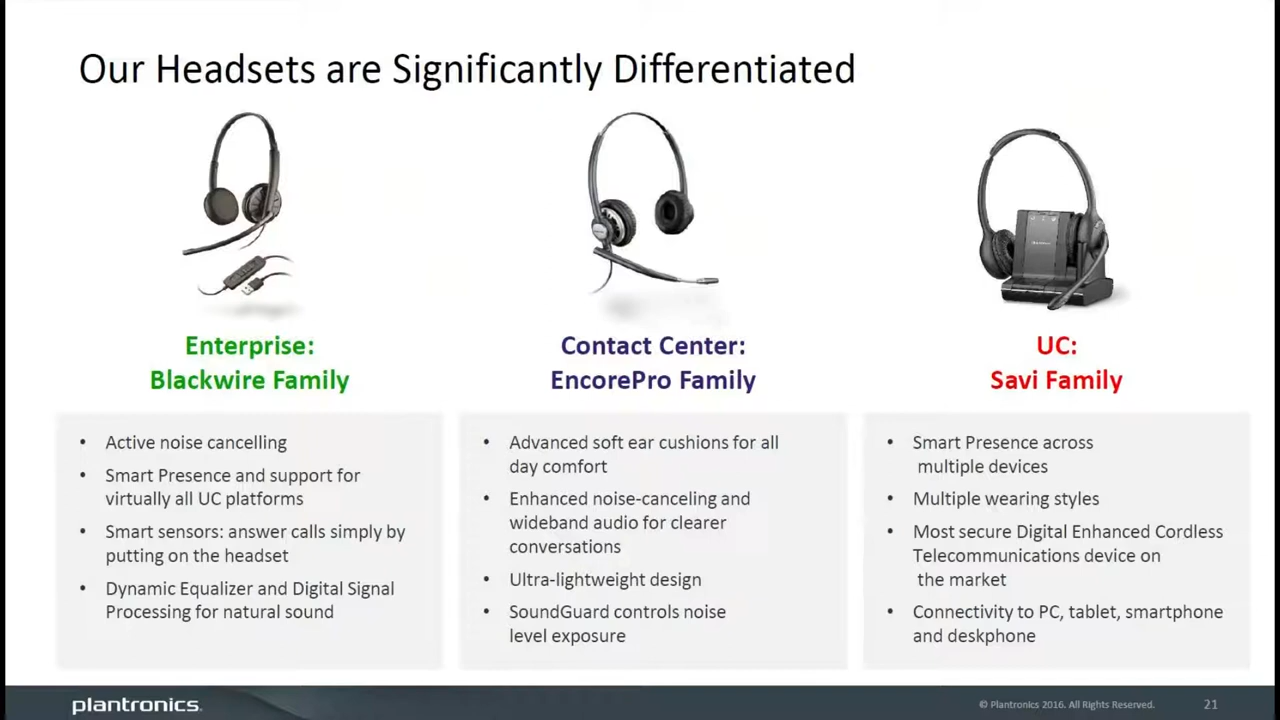 Our Headsets are Significantly Differentiated
Enterprise:
Blackwire Family
• Active noise cancelling
• Smart Presence and support for
virtually all UC platforms
• Smart sensors: answer calls simply by
putting on the headset
• Dynamic Equalizer and Digital Signal
Processing for natural sound
Contact Center:
EncorePro Family
• Advanced soft ear cushions for all
day comfort
• Enhanced noise-canceling and
wideband audio for clearer
conversations
• Ultra-lightweight design
• SoundGuard controls noise
level exposure
UC:
Savi Family
• Smart Presence across
multiple devices
• Multiple wearing styles
• Most secure Digital Enhanced Cordless
Telecommunications device on
the market
• Connectivity to PC, tablet, smartphone
and deskphone
plantronics.
© Plantronics 2016. All Rights Reserved.
21